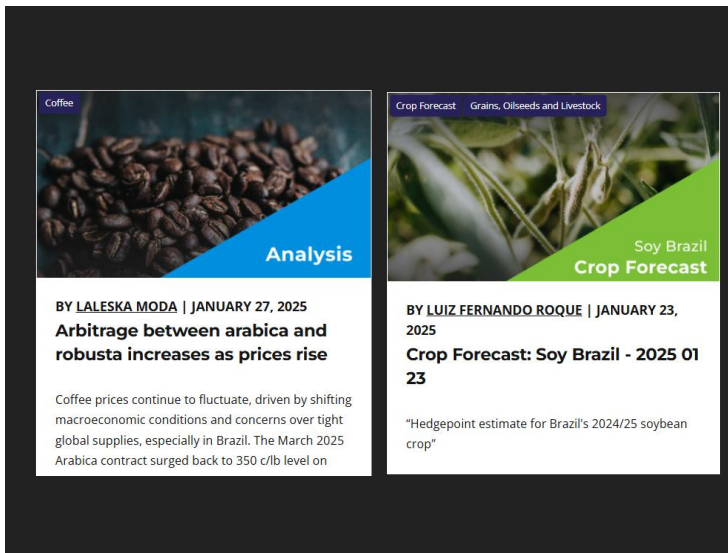 Coffee
Analysis
BY LALESKA MODA | JANUARY 27, 2025
Arbitrage between arabica and
robusta increases as prices rise
Coffee prices continue to fluctuate, driven by shifting
macroeconomic conditions and concerns over tight
global supplies, especially in Brazil. The March 2025
Arabica contract surged back to 350 c/lb level on
Crop Forecast
Grains, Oilseeds and Livestock
Soy Brazil
Crop Forecast
BY LUIZ FERNANDO ROQUE | JANUARY 23,
2025
Crop Forecast: Soy Brazil - 2025 01
23
“Hedgepoint estimate for Brazil's 2024/25 soybean
crop”